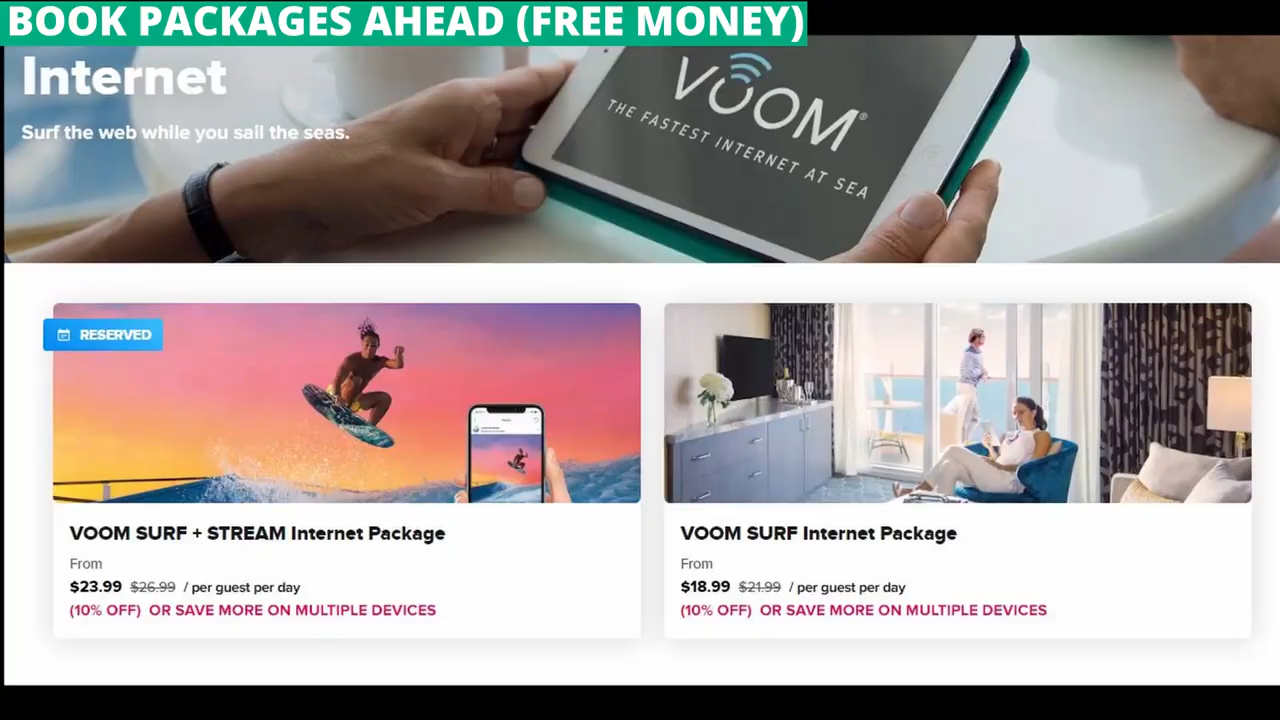 BOOK PACKAGES AHEAD (FREE MONEY)
Internet
Surf the web while you sail the seas.
VOOM®
THE FASTEST INTERNET AT SEA
RESERVED
VOOM SURF + STREAM Internet Package
From
$23.99 $26.99 / per guest per day
(10% OFF) OR SAVE MORE ON MULTIPLE DEVICES
VOOM SURF Internet Package
From
$18.99 $21.99 / per guest per day
(10% OFF) OR SAVE MORE ON MULTIPLE DEVICES